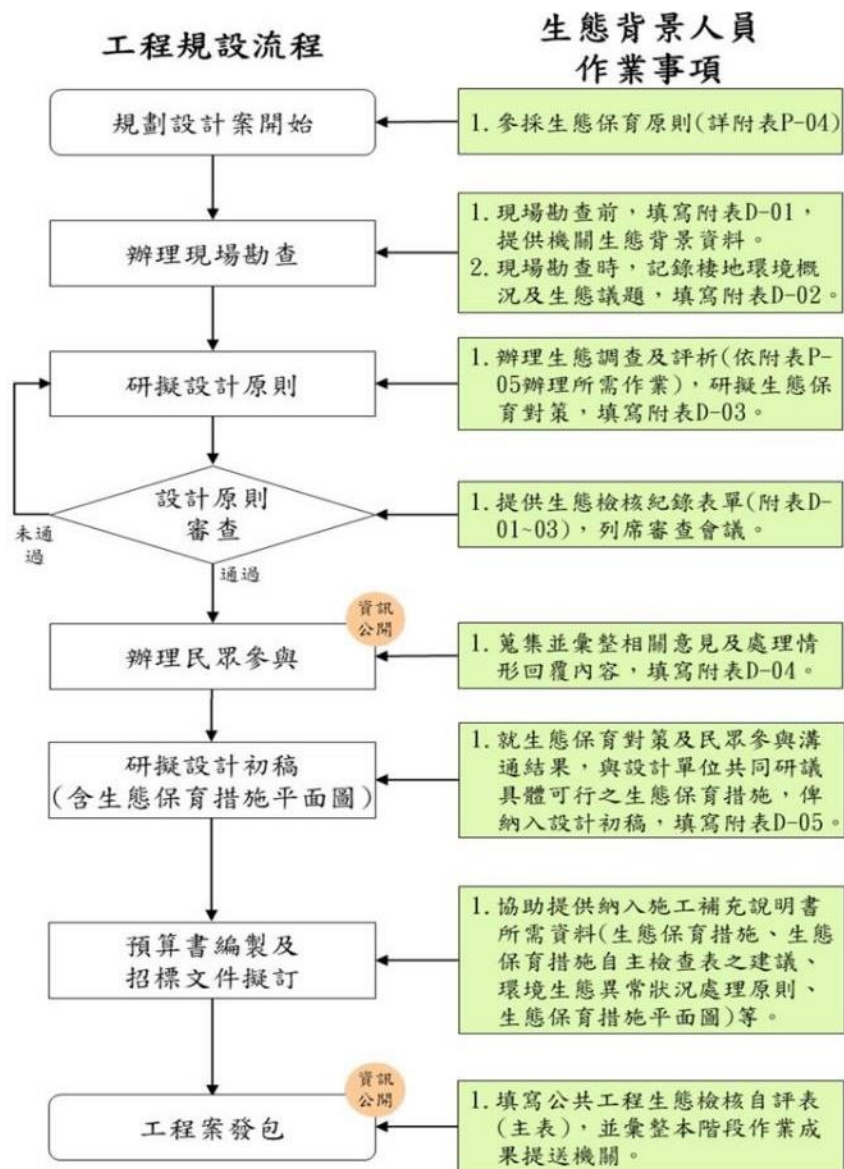 工程規設流程
生態背景人員
作業事項
規劃設計案開始
1. 參採生態保育原則(詳附表P-04)
辦理現場勘查
1. 現場勘查前，填寫附表D-01，
提供機關生態背景資料。
2. 現場勘查時，記錄棲地環境概
況及生態議題，填寫附表D-02。
研擬設計原則
1. 辦理生態調查及評析(依附表P-
05辦理所需作業)，研擬生態保
育對策，填寫附表D-03。
設計原則
審查
未通
過
通過
1. 提供生態檢核紀錄表單(附表D-
01~03)，列席審查會議。
資訊
公開
辦理民眾參與
1. 蒐集並彙整相關意見及處理情
形回覆內容，填寫附表D-04。
研擬設計初稿
(含生態保育措施平面圖)
1. 就生態保育對策及民眾參與溝
通結果，與設計單位共同研議
具體可行之生態保育措施，俾
納入設計初稿，填寫附表D-05。
預算書編製及
招標文件擬訂
1. 協助提供納入施工補充說明書
所需資料(生態保育措施、生態
保育措施自主檢查表之建議、
環境生態異常狀況處理原則、
生態保育措施平面圖)等。
資訊
公開
工程案發包
1. 填寫公共工程生態檢核自評表
(主表)，並彙整本階段作業成
果提送機關。